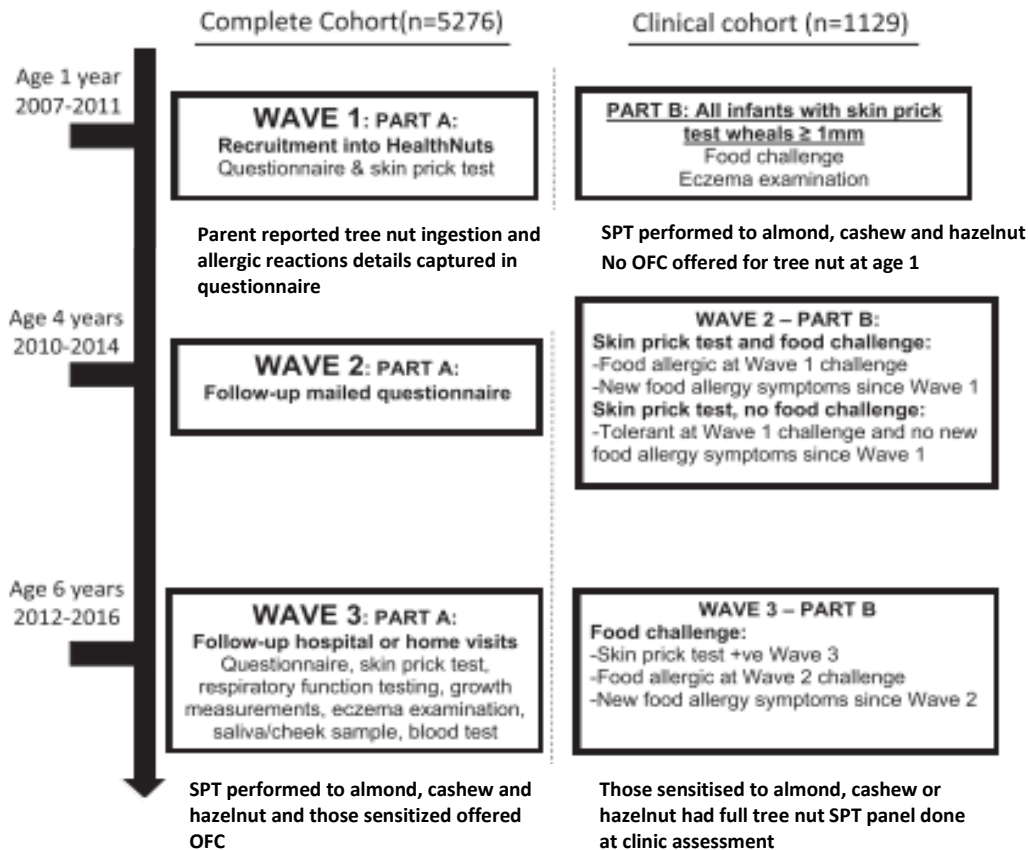 Complete Cohort(n=5276)
Clinical cohort (n=1129)
Age 1 year
2007-2011
WAVE 1: PART A:
Recruitment into HealthNuts
Questionnaire & skin prick test
PART B: All infants with skin prick
test wheals ≥ 1mm
Food challenge
Eczema examination
Parent reported tree nut ingestion and
allergic reactions details captured in
questionnaire
SPT performed to almond, cashew and hazelnut
No OFC offered for tree nut at age 1
Age 4 years
2010-2014
WAVE 2: PART A:
Follow-up mailed questionnaire
WAVE 2 – PART B:
Skin prick test and food challenge:
-Food allergic at Wave 1 challenge
-New food allergy symptoms since Wave 1
Skin prick test, no food challenge:
-Tolerant at Wave 1 challenge and no new
food allergy symptoms since Wave 1
Age 6 years
2012-2016
WAVE 3: PART A:
Follow-up hospital or home visits
Questionnaire, skin prick test,
respiratory function testing, growth
measurements, eczema examination,
saliva/cheek sample, blood test
WAVE 3 – PART B
Food challenge:
-Skin prick test +ve Wave 3
-Food allergic at Wave 2 challenge
-New food allergy symptoms since Wave 2
SPT performed to almond, cashew and
hazelnut and those sensitized offered
OFC
Those sensitised to almond, cashew or
hazelnut had full tree nut SPT panel done
at clinic assessment